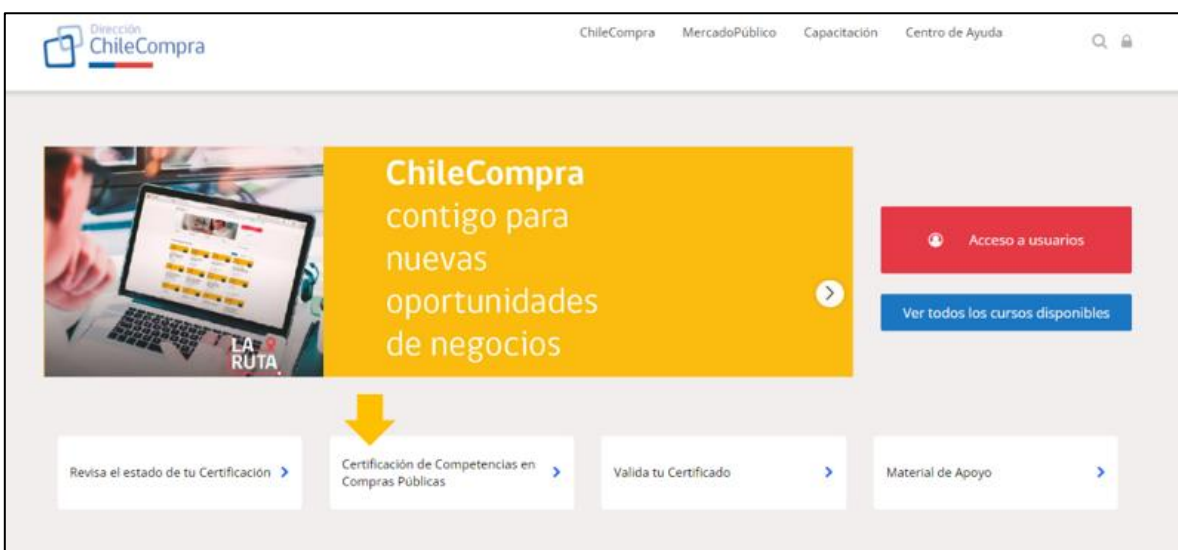 Dirección
ChileCompra
ChileCompra MercadoPúblico Capacitación Centro de Ayuda
ChileCompra
contigo para
nuevas
oportunidades
de negocios
LA
RUTA.
Acceso a usuarios
Ver todos los cursos disponibles
Revisa el estado de tu Certificación
Certificación de Competencias en
Compras Públicas
Valida tu Certificado
Material de Apoyo